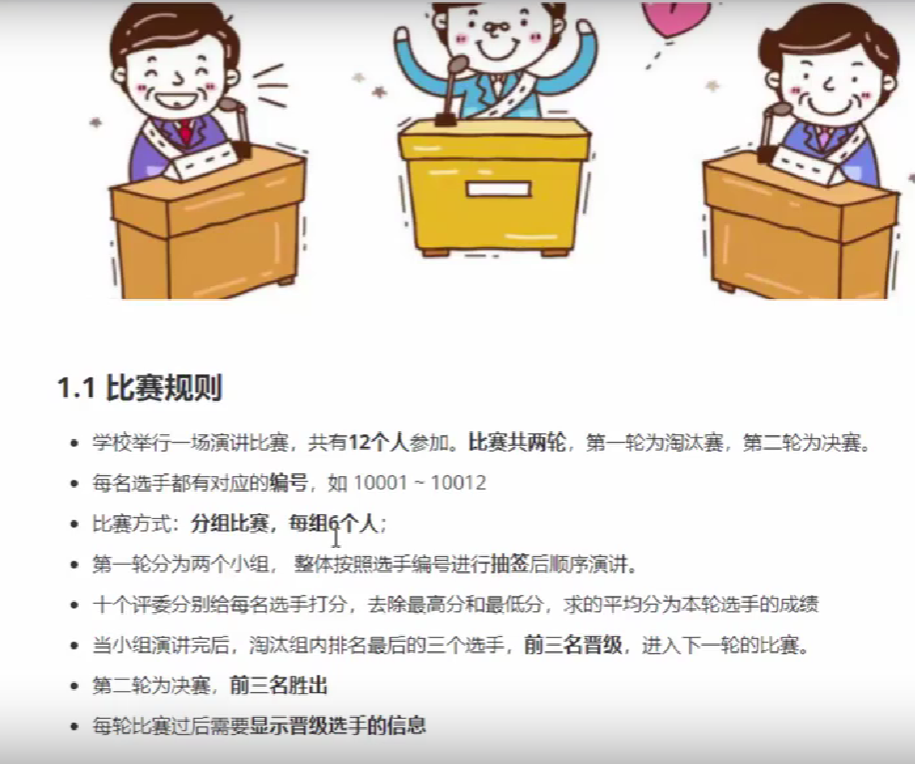 1.1 比赛规则
学校举行一场演讲比赛，共有12个人参加。比赛共两轮，第一轮为淘汰赛，第二轮为决赛。
每名选手都有对应的编号，如 10001 ~ 10012
比赛方式：分组比赛，每组6个人；
第一轮分为两个小组， 整体按照选手编号进行抽签后顺序演讲。
十个评委分别给每名选手打分，去除最高分和最低分，求的平均分为本轮选手的成绩
当小组演讲完后，淘汰组内排名最后的三个选手，前三名晋级，进入下一轮的比赛。
第二轮为决赛，前三名胜出
每轮比赛过后需要显示晋级选手的信息